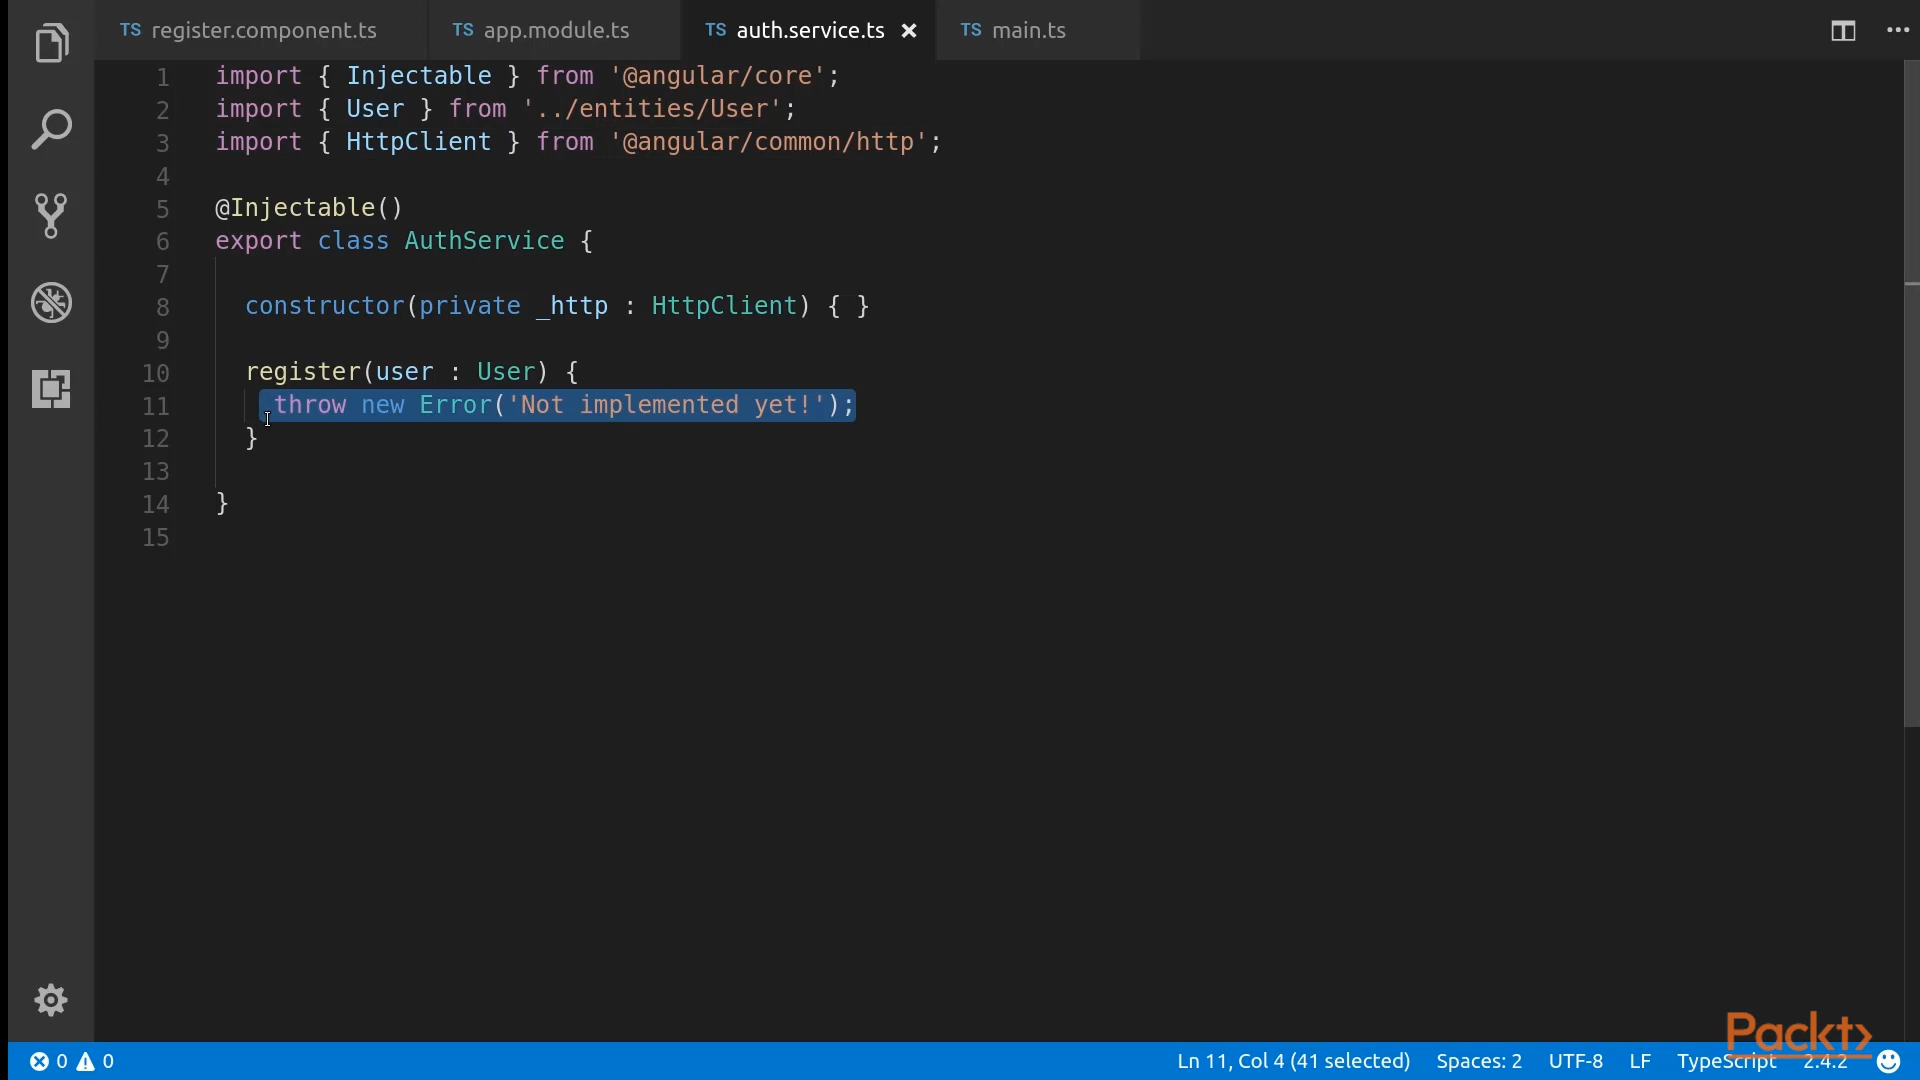 TS register.component.ts TS app.module.ts TS auth.service.ts TS main.ts
1 import { Injectable } from '@angular/core';
2 import { User } from '../entities/User';
3 import { HttpClient } from '@angular/common/http';
4
5 @Injectable()
6 export class AuthService {
7
8 constructor(private _http : HttpClient) { }
9
10 register(user : User) {
11 throw new Error('Not implemented yet!');
12 }
13
14 }
15
Packt
0 0 Ln 11, Col 4 (41 selected) Spaces: 2 UTF-8 LF TypeScript 2.4.2